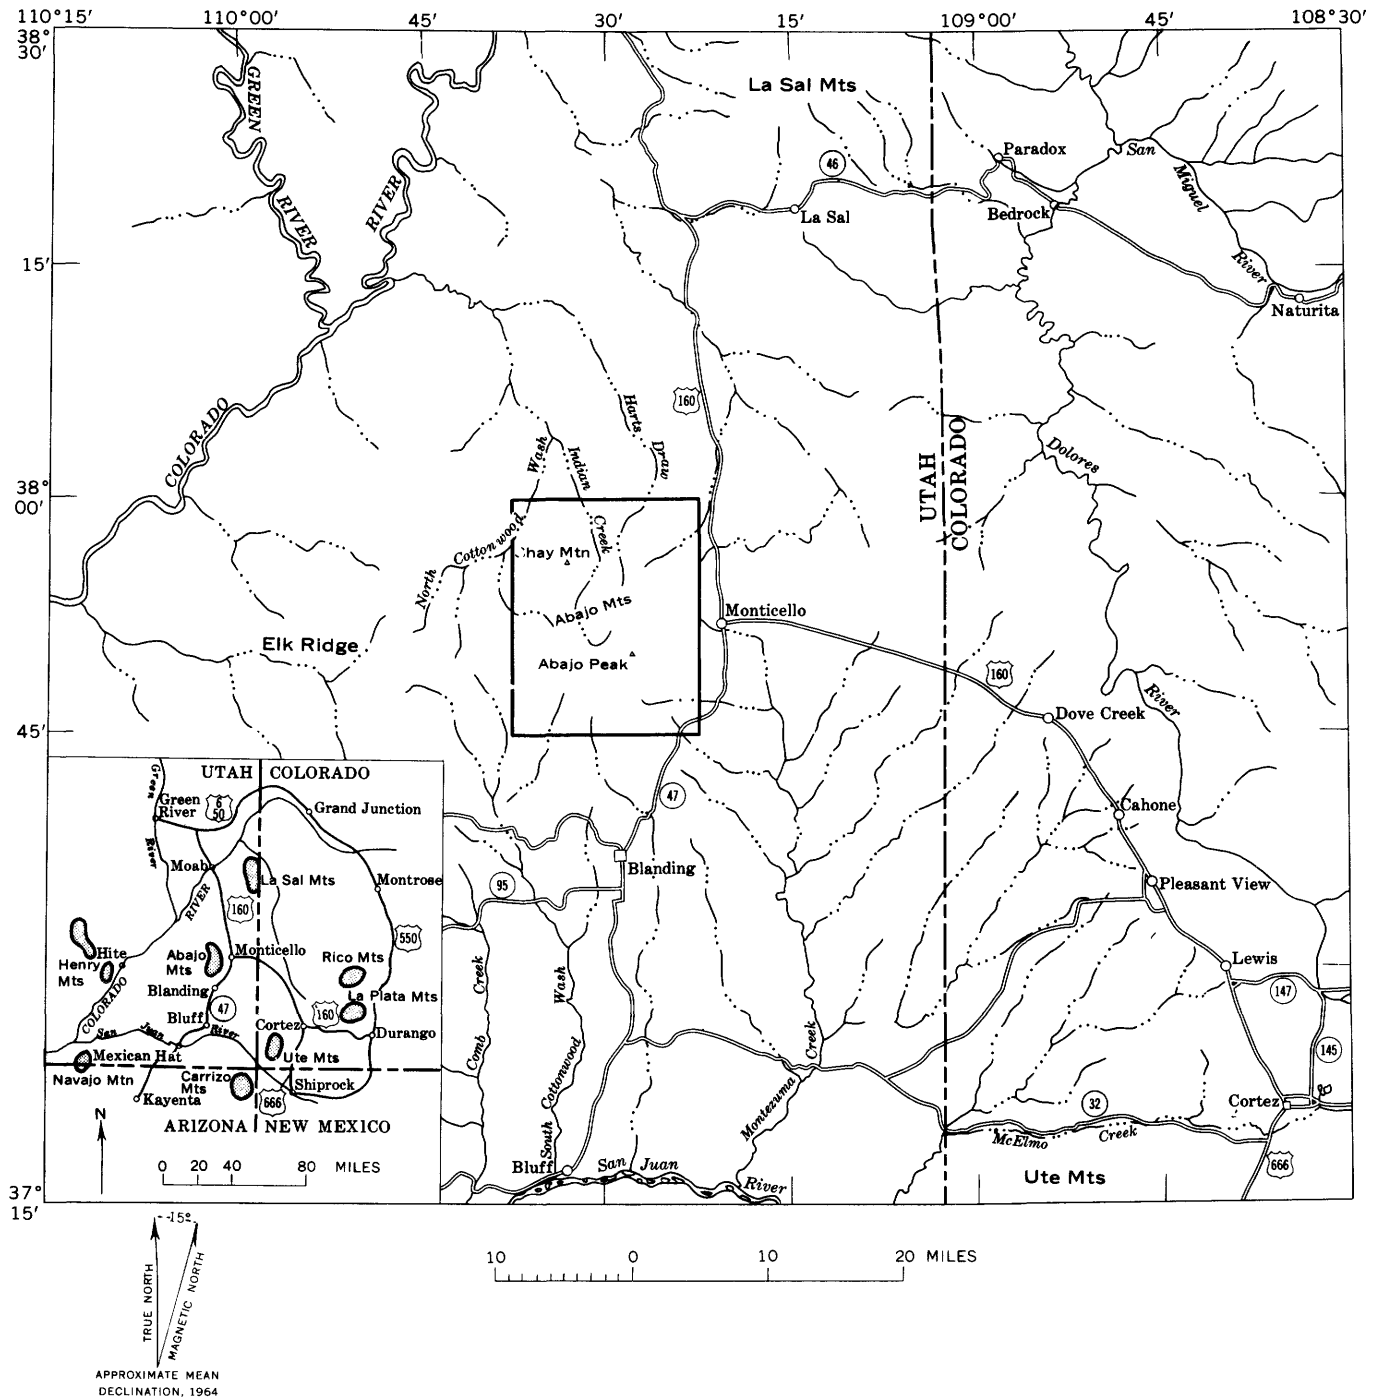 110°15′ 110°00′ 45′ 30′ 15′ 109°00′ 45′ 108°30′
38°
30′
La Sal Mts
GREEN
RIVER
RIVER
Paradox
San
Miguel
River
46
La Sal
Bedrock
Naturita
15′
160
Harts
Draw
COLORADO
Wash
Indian
Creek
UTAH
COLORADO
Dolores
River
38°
00′
North
Cottonwood
hay Mtn
Abajo Mts
Abajo Peak
Monticello
Elk Ridge
160
Dove Creek
45′
47
Cahone
Blanding
95
Pleasant View
Lewis
147
145
Comb
Creek
South
Cottonwood
Wash
Montezuma
Creek
32
Cortez
McElmo
Creek
666
Ute Mts
Bluff
San Juan
River
37°
15′
UTAH COLORADO
Green
River
Green
River
6
50
Grand Junction
Moab
RIVER
La Sal Mts
Montrose
160
550
Hite
Henry
Mts
Abajo
Mts
Monticello
Rico Mts
La Plata Mts
Blanding
COLORADO
47
Bluff
Cortez
160
Durango
San Juan River
Mexican Hat
Ute Mts
Navajo Mtn
Carrizo
Mts
Shiprock
Kayenta
666
ARIZONA NEW MEXICO
N
0 20 40 80 MILES
10 0 10 20 MILES
15°
TRUE NORTH
MAGNETIC NORTH
APPROXIMATE MEAN
DECLINATION, 1964